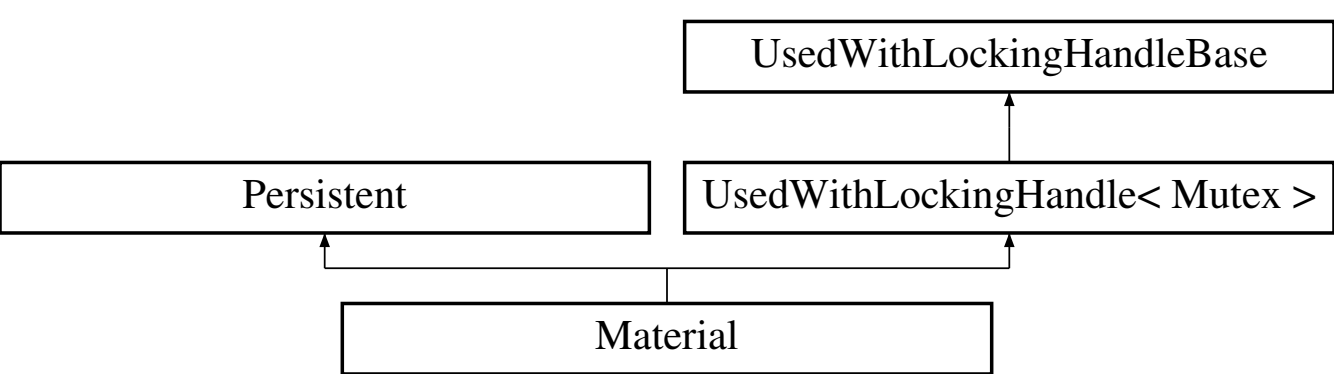 UsedWithLockingHandleBase
Persistent
UsedWithLockingHandle< Mutex >
Material